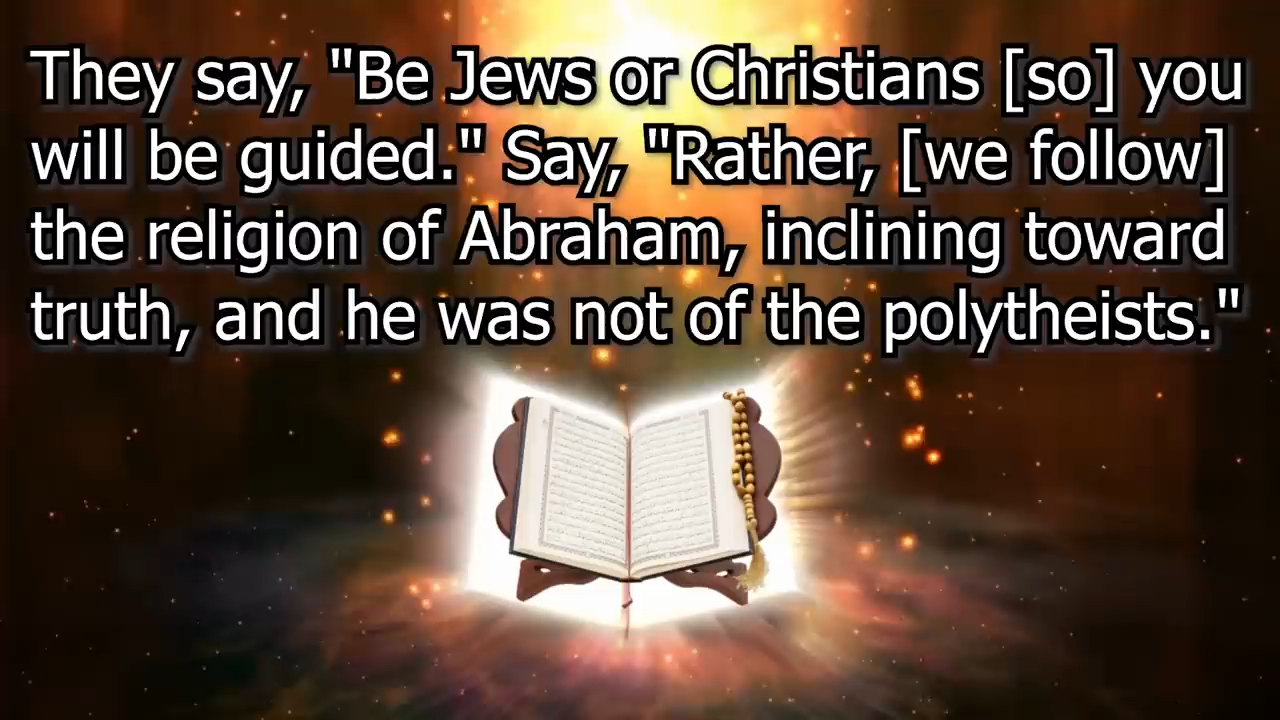 They say, "Be Jews or Christians [so] you
will be guided." Say, "Rather, [we follow]
the religion of Abraham, inclining toward
truth, and he was not of the polytheists."